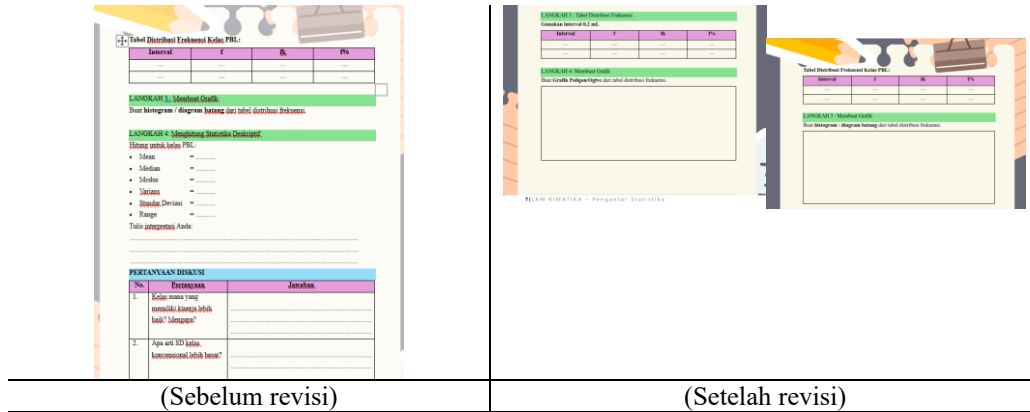 Tabel Distribusi Frekuensi Kelas PBL:
Interval f fk f%
... ... ... ...
... ... ... ...
LANGKAH 3 : Membuat Grafik
Buat histogram / diagram batang dari tabel distribusi frekuensi.
LANGKAH 4: Menghitung Statistika Deskriptif
Hitung untuk kelas PBL:
• Mean = .........
• Median = .........
• Modus = .........
• Varians = .........
• Standar Deviasi = .........
• Range = .........
Tulis interpretasi Anda:
PERTANYAAN DISKUSI
No. Pertanyaan Jawaban
1. Kelas mana yang
memiliki kinerja lebih
baik? Mengapa?
2. Apa arti SD kelas
konvensional lebih besar?
(Sebelum revisi)
LANGKAH 3 : Tabel Distribusi Frekuensi
Gunakan interval 0,2 mL.
Interval f fk f%
... ... ... ...
... ... ... ...
LANGKAH 4: Membuat Grafik
Buat Grafik Poligon/Ogive dari tabel distribusi frekuensi.
7|LKM KIMATIKA – Pengantar Statistika
Tabel Distribusi Frekuensi Kelas PBL:
Interval f fk f%
... ... ... ...
... ... ... ...
LANGKAH 3 : Membuat Grafik
Buat histogram / diagram batang dari tabel distribusi frekuensi.
(Setelah revisi)